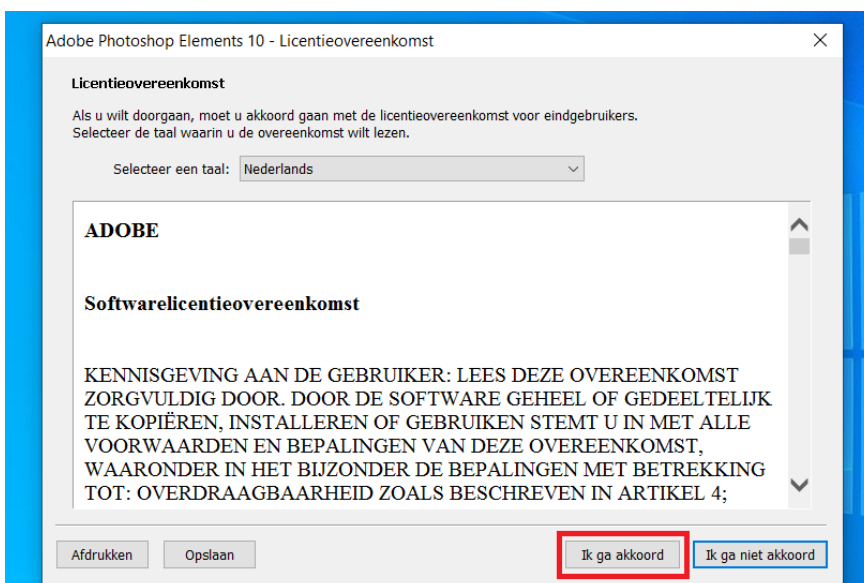 Adobe Photoshop Elements 10 - Licentieovereenkomst
Licentieovereenkomst
Als u wilt doorgaan, moet u akkoord gaan met de licentieovereenkomst voor eindgebruikers.
Selecteer de taal waarin u de overeenkomst wilt lezen.
Selecteer een taal: Nederlands
ADOBE
Softwarelicentieovereenkomst
KENNISGEVING AAN DE GEBRUIKER: LEES DEZE OVEREENKOMST
ZORGVULDIG DOOR. DOOR DE SOFTWARE GEHEEL OF GEDEELTELIJK
TE KOPIËREN, INSTALLEREN OF GEBRUIKEN STEMT U IN MET ALLE
VOORWAARDEN EN BEPALINGEN VAN DEZE OVEREENKOMST,
WAARONDER IN HET BIJZONDER DE BEPALINGEN MET BETREKKING
TOT: OVERDRAAGBAARHEID ZOALS BESCHREVEN IN ARTIKEL 4;
Afdrukken Opslaan Ik ga akkoord Ik ga niet akkoord